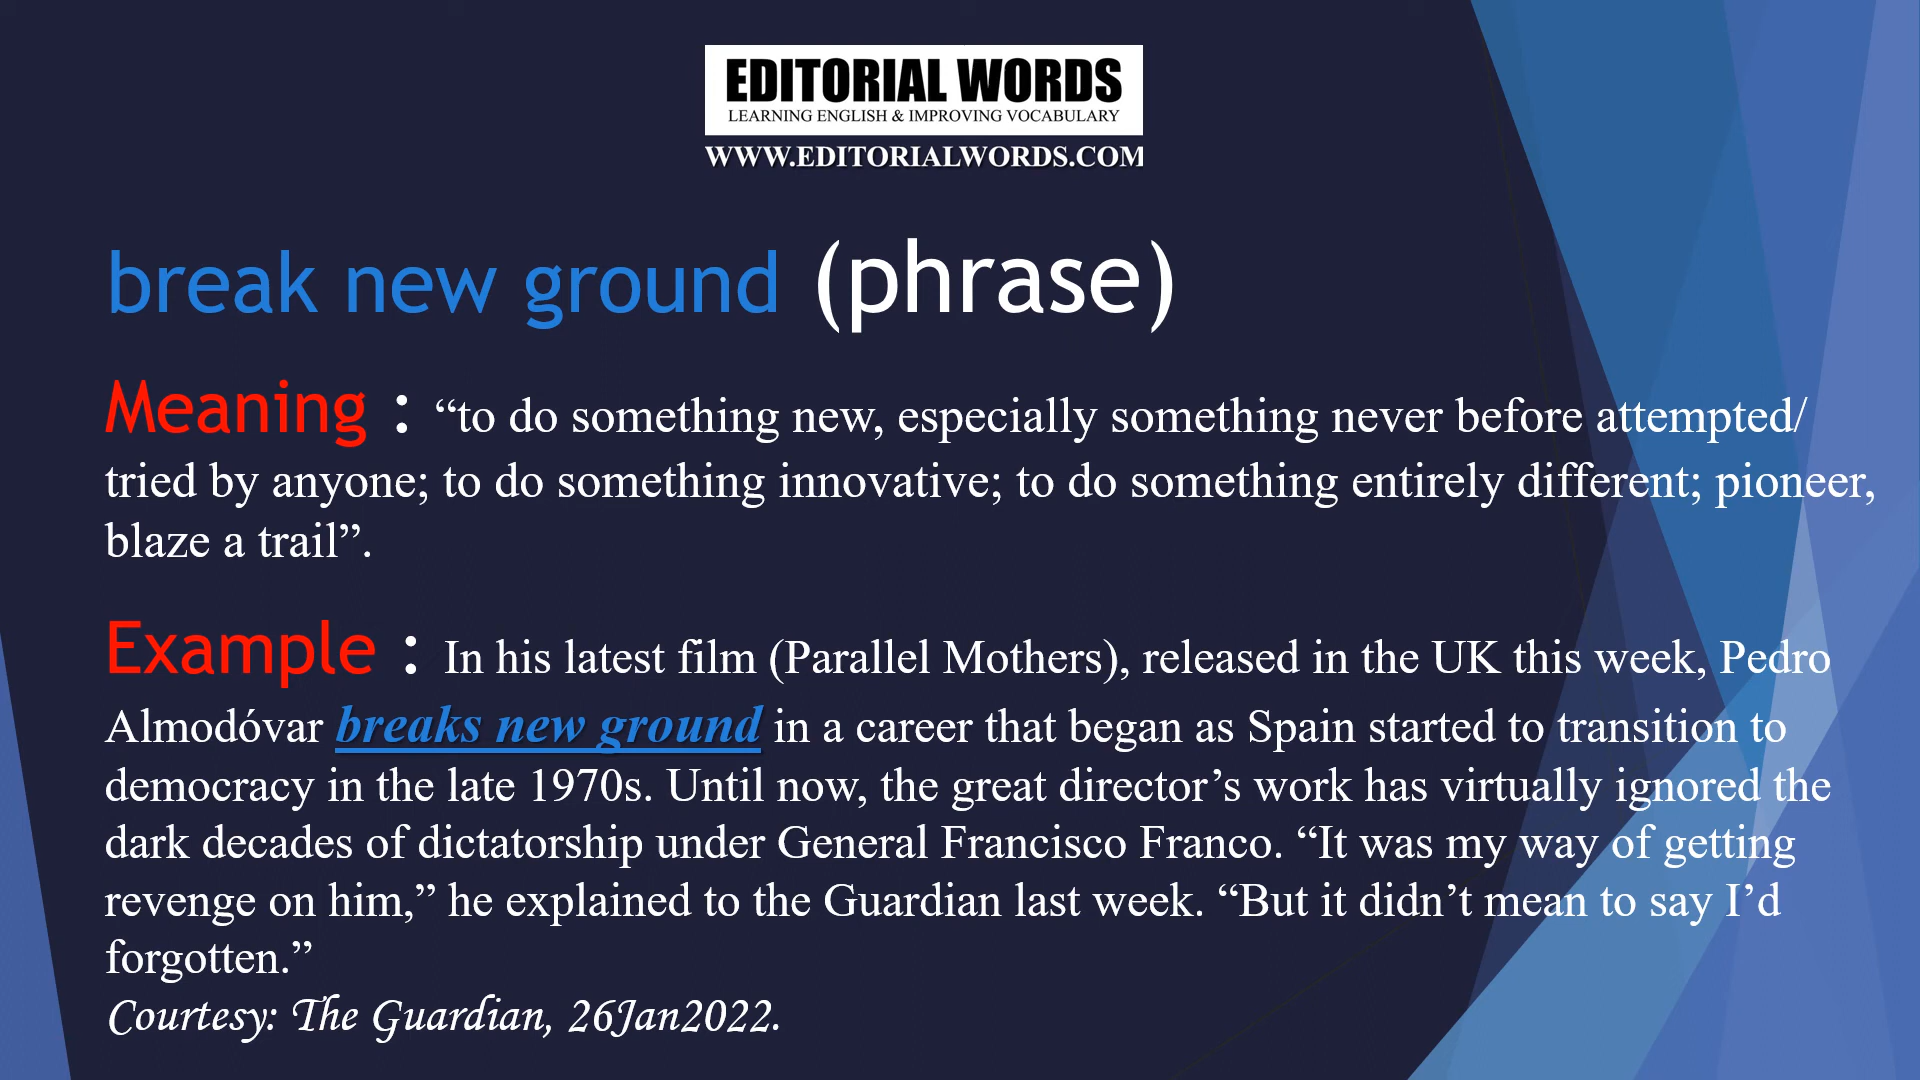 EDITORIAL WORDS
LEARNING ENGLISH & IMPROVING VOCABULARY
WWW.EDITORIALWORDS.COM
break new ground (phrase)
Meaning : “to do something new, especially something never before attempted/
tried by anyone; to do something innovative; to do something entirely different; pioneer,
blaze a trail”.
Example : In his latest film (Parallel Mothers), released in the UK this week, Pedro
Almodóvar breaks new ground in a career that began as Spain started to transition to
democracy in the late 1970s. Until now, the great director’s work has virtually ignored the
dark decades of dictatorship under General Francisco Franco. “It was my way of getting
revenge on him,” he explained to the Guardian last week. “But it didn’t mean to say I’d
forgotten.”
Courtesy: The Guardian, 26Jan2022.